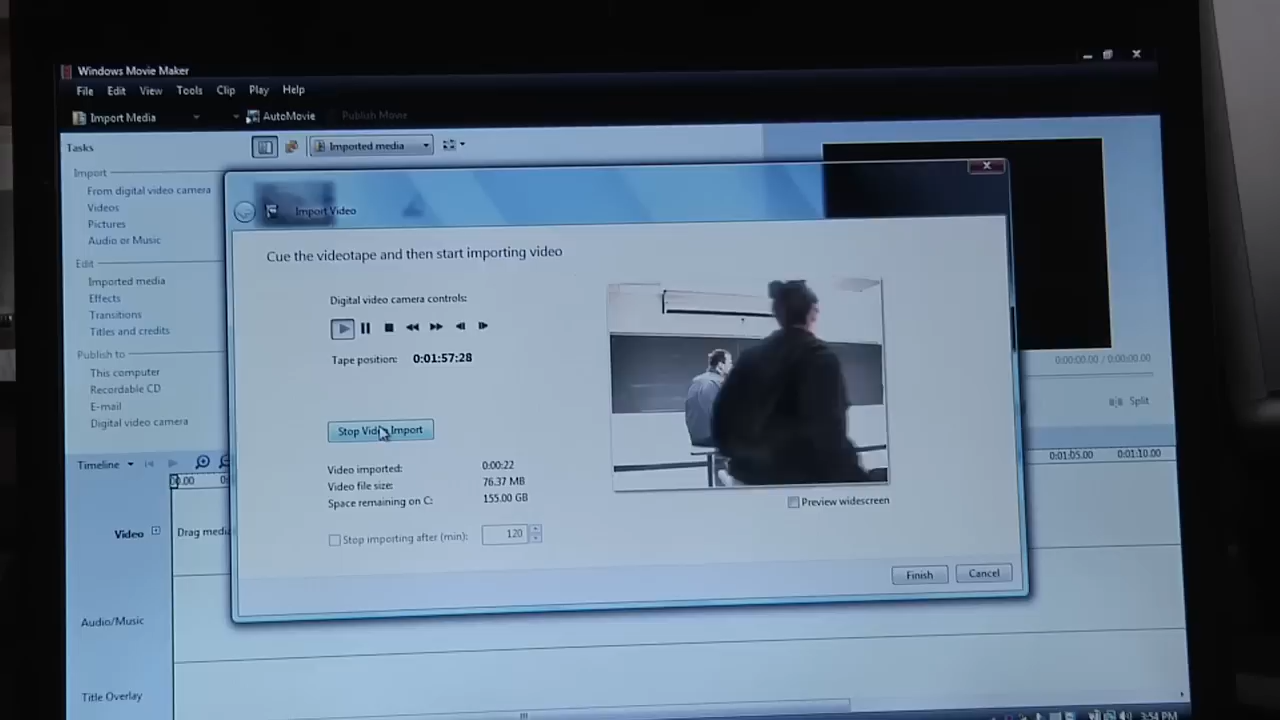 Windows Movie Maker
File Edit View Tools Clip Play Help
Import Media AutoMovie Publish Movie
Tasks Imported media
Import
From digital video camera
Videos
Pictures
Audio or Music
Edit
Imported media
Effects
Transitions
Titles and credits
Publish to
This computer
Recordable CD
E-mail
Digital video camera
Import Video
Cue the videotape and then start importing video
Digital video camera controls:
Tape position: 0:01:57:28
Stop Video Import
Video imported: 0:00:22
Video file size: 76.37 MB
Space remaining on C: 155.00 GB
Stop importing after (min): 120
Preview widescreen
Finish Cancel
0:00:00.00 / 0:00:00.00
Split
Timeline
00.00 0:01:05.00 0:01:10.00
Video Drag medi
Audio/Music
Title Overlay
3:54 PM